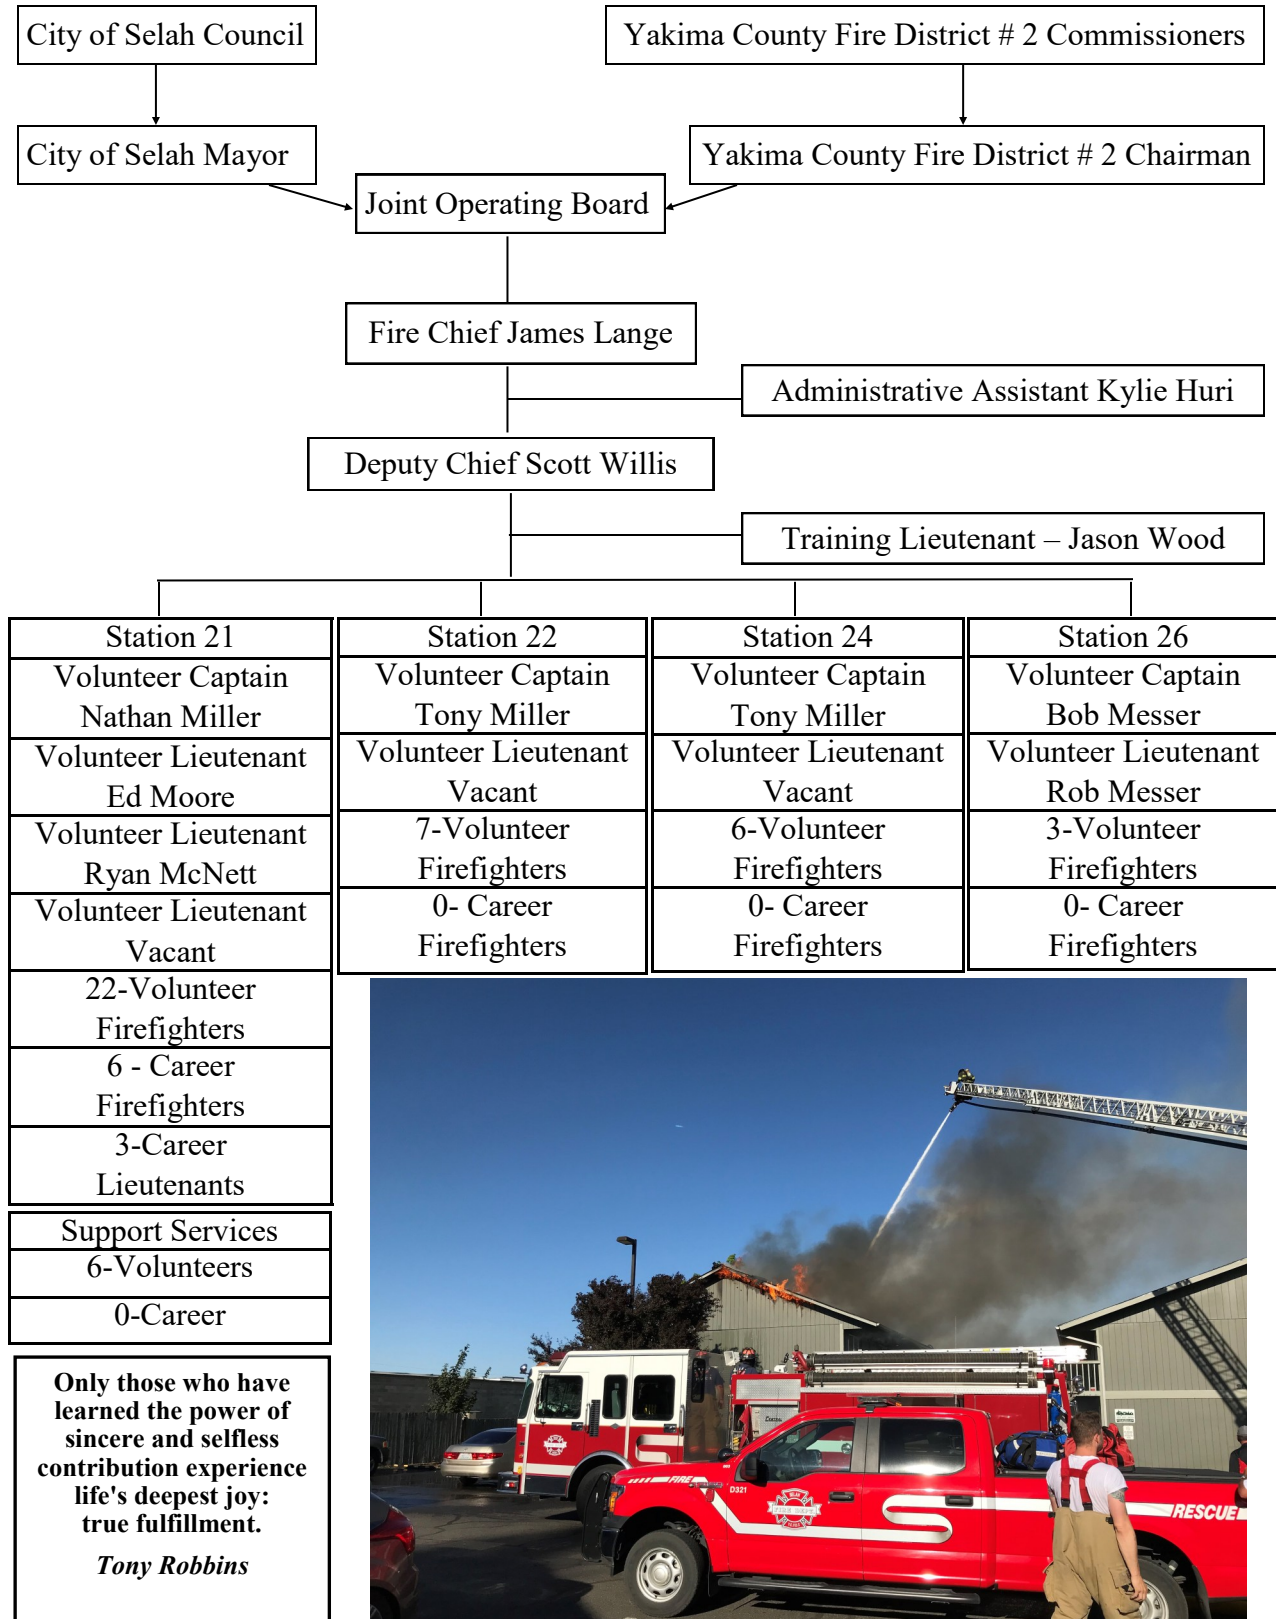 City of Selah Council
Yakima County Fire District # 2 Commissioners
City of Selah Mayor
Yakima County Fire District # 2 Chairman
Joint Operating Board
Fire Chief James Lange
Administrative Assistant Kylie Huri
Deputy Chief Scott Willis
Training Lieutenant – Jason Wood
Station 21
Volunteer Captain
Nathan Miller
Volunteer Lieutenant
Ed Moore
Volunteer Lieutenant
Ryan McNett
Volunteer Lieutenant
Vacant
22-Volunteer
Firefighters
6 - Career
Firefighters
3-Career
Lieutenants
Station 22
Volunteer Captain
Tony Miller
Volunteer Lieutenant
Vacant
7-Volunteer
Firefighters
0- Career
Firefighters
Station 24
Volunteer Captain
Tony Miller
Volunteer Lieutenant
Vacant
6-Volunteer
Firefighters
0- Career
Firefighters
Station 26
Volunteer Captain
Bob Messer
Volunteer Lieutenant
Rob Messer
3-Volunteer
Firefighters
0- Career
Firefighters
Support Services
6-Volunteers
0-Career
Only those who have
learned the power of
sincere and selfless
contribution experience
life's deepest joy:
true fulfillment.
Tony Robbins
FIRE
D321
FIRE DEPT
RESCUE